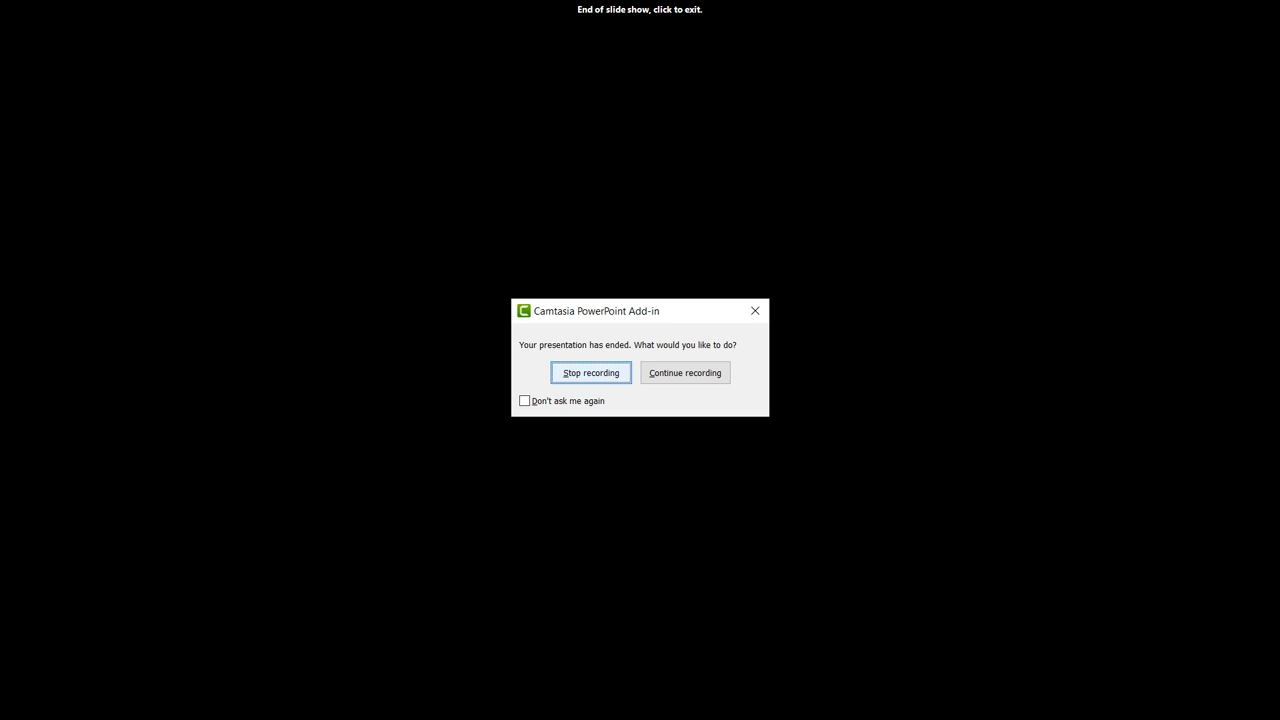 End of slide show, click to exit.
Camtasia PowerPoint Add-in
Your presentation has ended. What would you like to do?
Stop recording
Continue recording
Don't ask me again